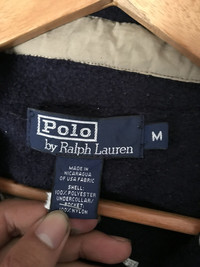 Polo
by Ralph Lauren
M
MADE IN
NICARAGUA
OF USA FABRIC
SHELL:
100% POLYESTER
UNDERCOLLAR/
POCKET:
100% NYLON